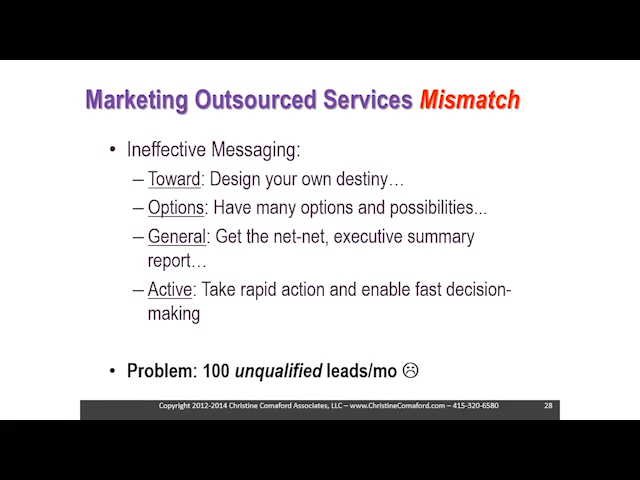 Marketing Outsourced Services Mismatch
• Ineffective Messaging:
– Toward: Design your own destiny…
– Options: Have many options and possibilities...
– General: Get the net-net, executive summary
report…
– Active: Take rapid action and enable fast decision-
making
• Problem: 100 unqualified leads/mo ☹
Copyright 2012-2014 Christine Comaford Associates, LLC – www.ChristineComaford.com – 415-320-6580 28